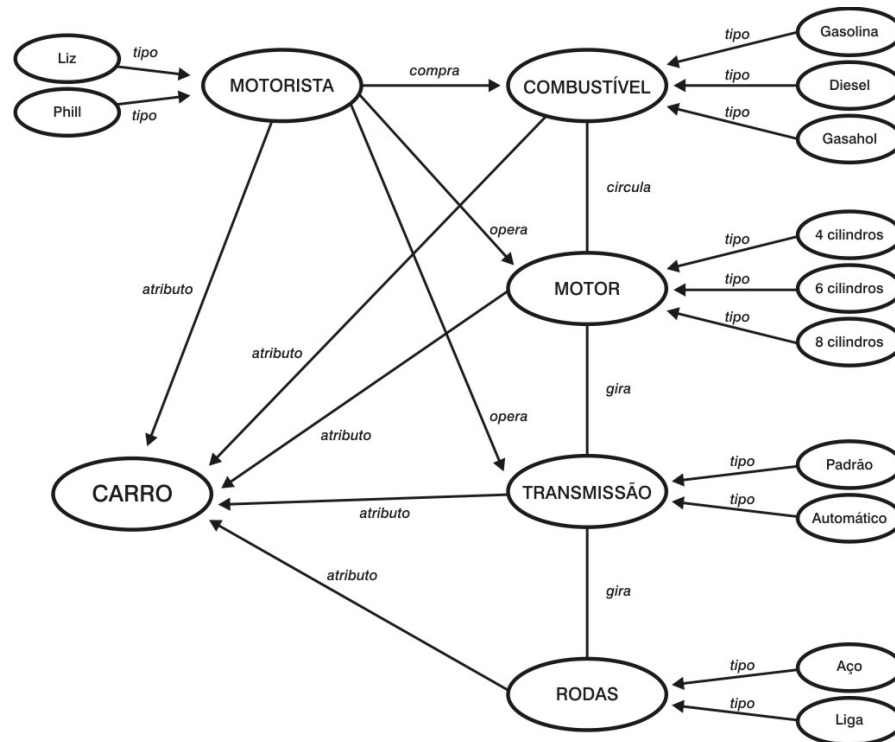 Liz
tipo
Phill
tipo
MOTORISTA
compra
COMBUSTÍVEL
tipo
Gasolina
tipo
Diesel
tipo
Gasahol
circula
opera
MOTOR
tipo
4 cilindros
tipo
6 cilindros
tipo
8 cilindros
atributo
atributo
gira
atributo
opera
CARRO
TRANSMISSÃO
tipo
Padrão
tipo
Automático
atributo
atributo
gira
RODAS
tipo
Aço
tipo
Liga